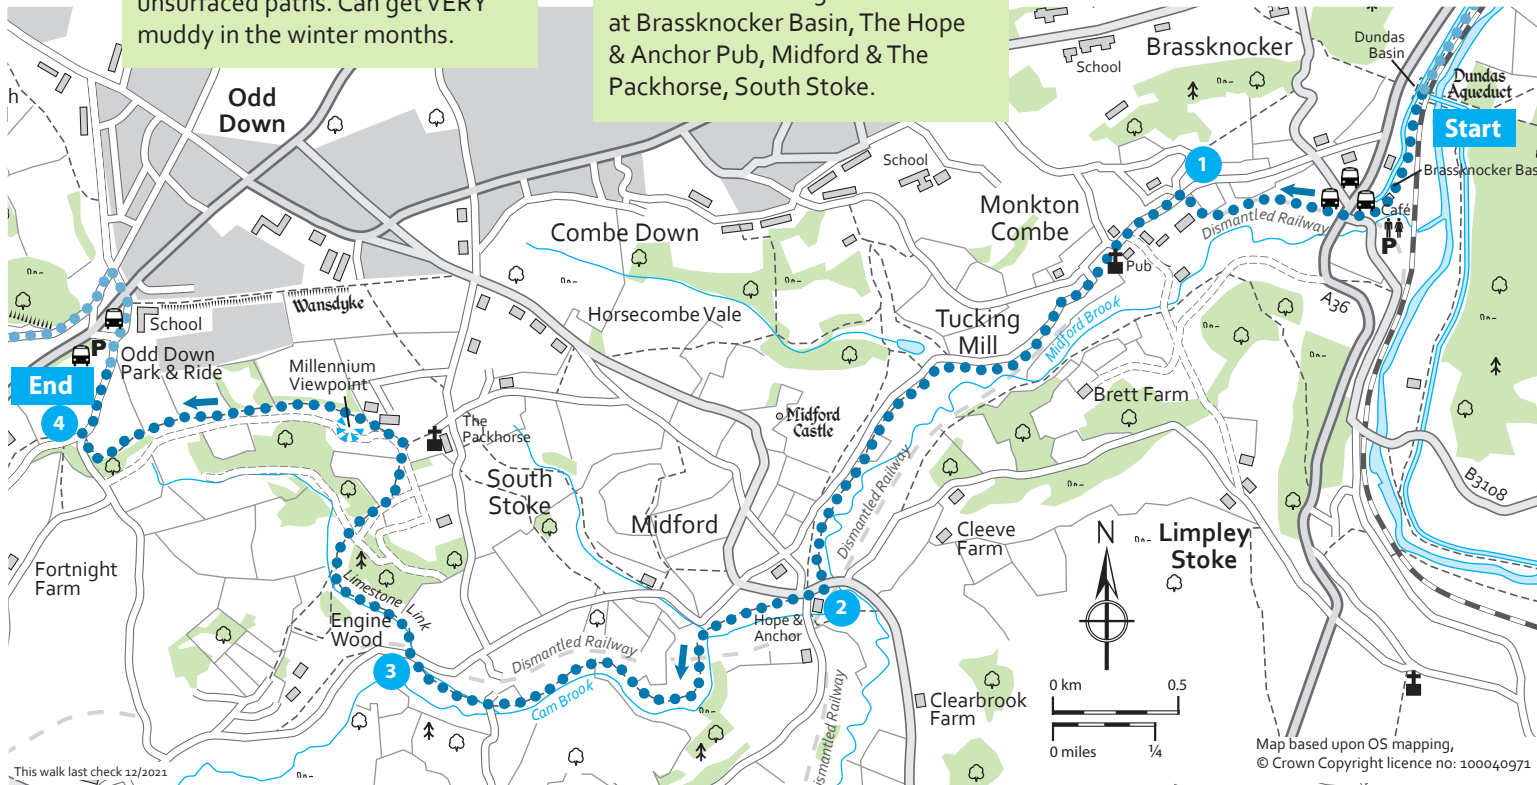 unsurfaced paths. Can get VERY
muddy in the winter months.
at Brassknocker Basin, The Hope
& Anchor Pub, Midford & The
Packhorse, South Stoke.
Odd
Down
h
School
Brassknocker
Dundas
Basin
Dundas
Aqueduct
Start
Brassknocker Bas
Café
P
1
School
Monkton
Combe
Dismantled Railway
Pub
A36
Combe Down
Wansdyke
School
P
Odd Down
Park & Ride
End
4
Millennium
Viewpoint
Horsecombe Vale
Tucking
Mill
Midford Brook
Brett Farm
Midford
Castle
The
Packhorse
South
Stoke
Midford
Dismantled Railway
B3108
Cleeve
Farm
N
Limpley
Stoke
Fortnight
Farm
Limestone Link
Engine
Wood
2
Hope &
Anchor
3
Dismantled Railway
Cam Brook
Dismantled Railway
Clearbrook
Farm
0 km 0.5
0 miles ¼
Map based upon OS mapping,
© Crown Copyright licence no: 100040971
This walk last check 12/2021